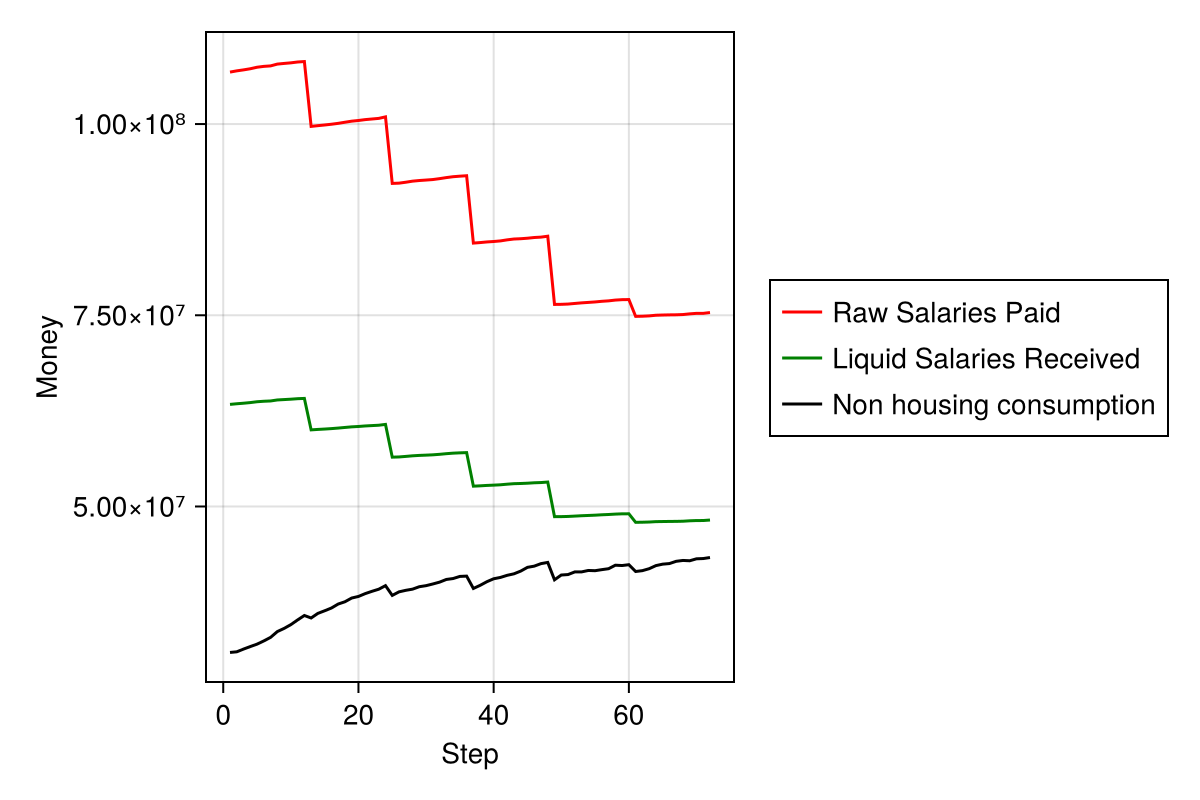 1.00×10⁸
7.50×10⁷
5.00×10⁷
Money
0 20 40 60
Step
Raw Salaries Paid
Liquid Salaries Received
Non housing consumption